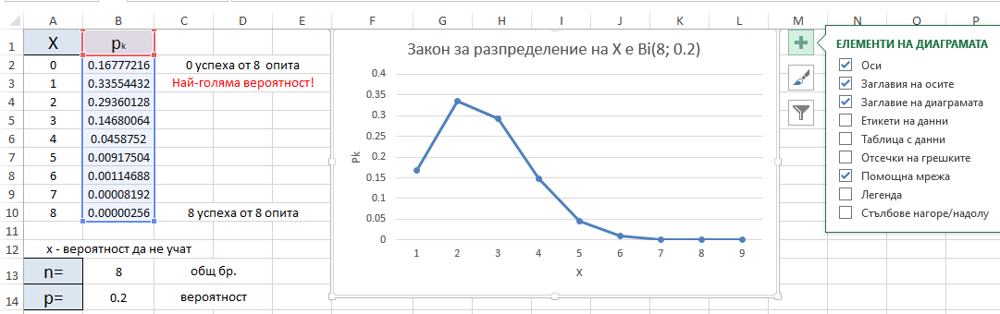 A B C D E F G H I J K L M N O P
1 X pk
2 0 0.16777216 0 успеха от 8 опита
3 1 0.33554432 Най-голяма вероятност!
4 2 0.29360128
5 3 0.14680064
6 4 0.0458752
7 5 0.00917504
8 6 0.00114688
9 7 0.00008192
10 8 0.00000256 8 успеха от 8 опита
11
12 x - вероятност да не учат
13 n= 8 общ бр.
14 p= 0.2 вероятност
Закон за разпределение на X е Bi(8; 0.2)
0.4
0.35
0.3
0.25
0.2
0.15
0.1
0.05
0
Pk
1 2 3 4 5 6 7 8 9
X
ЕЛЕМЕНТИ НА ДИАГРАМАТА
Оси
Заглавия на осите
Заглавие на диаграмата
Етикети на данни
Таблица с данни
Отсечки на грешките
Помощна мрежа
Легенда
Стълбове нагоре/надолу